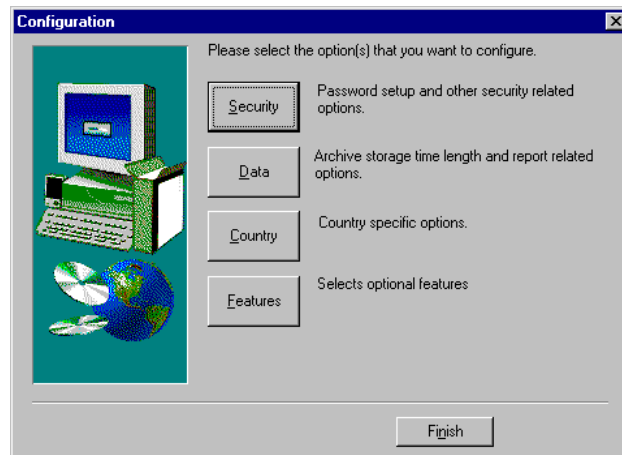 Configuration
Please select the option(s) that you want to configure.
Security
Password setup and other security related
options.
Data
Archive storage time length and report related
options.
Country
Country specific options.
Features
Selects optional features
Finish